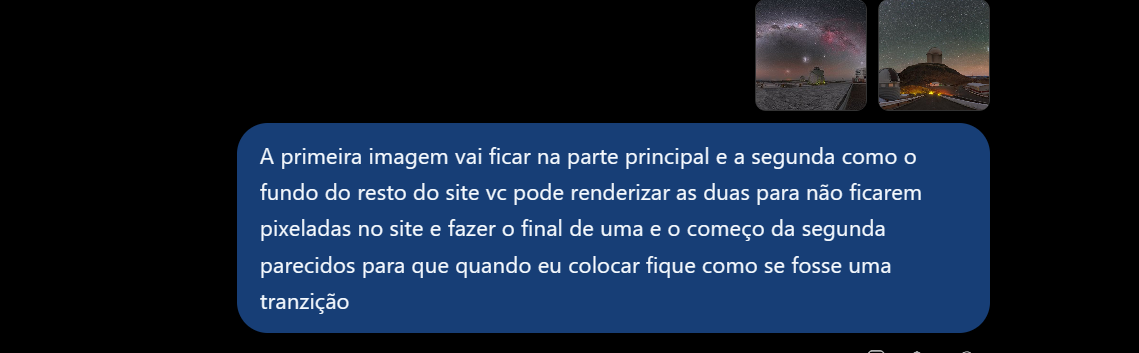 A primeira imagem vai ficar na parte principal e a segunda como o
fundo do resto do site vc pode renderizar as duas para não ficarem
pixeladas no site e fazer o final de uma e o começo da segunda
parecidos para que quando eu colocar fique como se fosse uma
tranzição